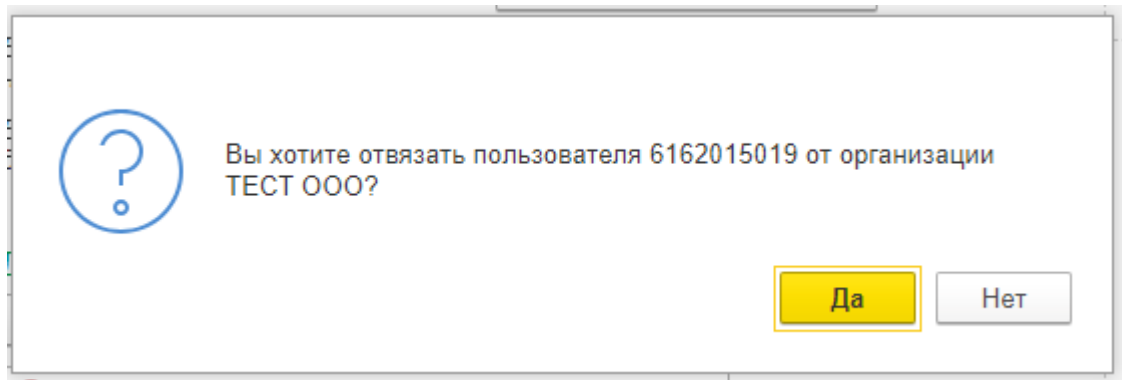 Вы хотите отвязать пользователя 6162015019 от организации
ТЕСТ ООО?
Да
Нет